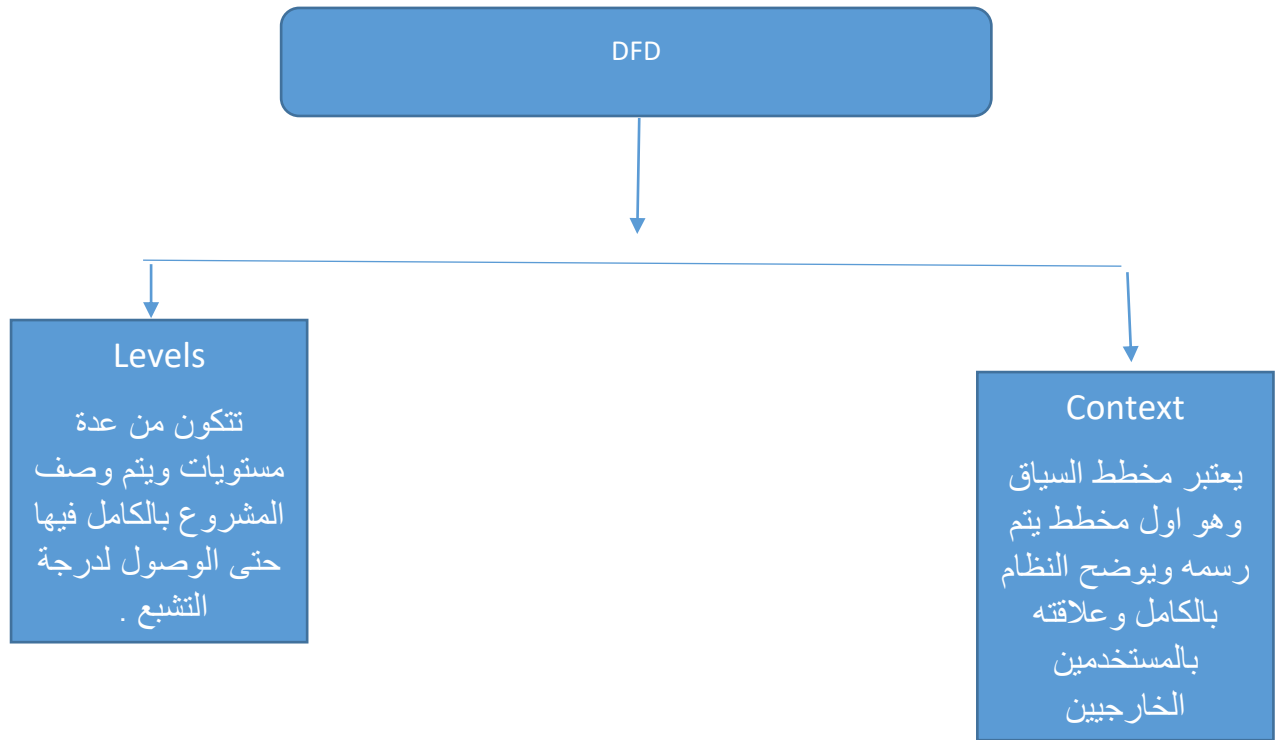 DFD
Levels
تتكون من عدة
مستويات ويتم وصف
المشروع بالكامل فيها
حتى الوصول لدرجة
التشبع .
Context
يعتبر مخطط السياق
وهو اول مخطط يتم
رسمه ويوضح النظام
بالكامل وعلاقته
بالمستخدمين
الخارجيين